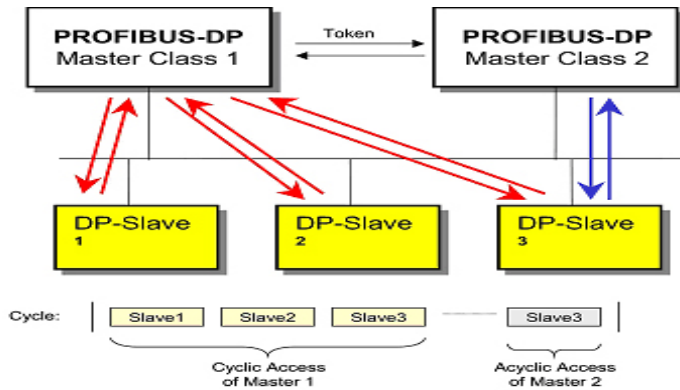 PROFIBUS-DP
Master Class 1
Token
PROFIBUS-DP
Master Class 2
DP-Slave
1
DP-Slave
2
DP-Slave
3
Cycle:
Slave1
Slave2
Slave3
Slave3
Cyclic Access
of Master 1
Acyclic Access
of Master 2